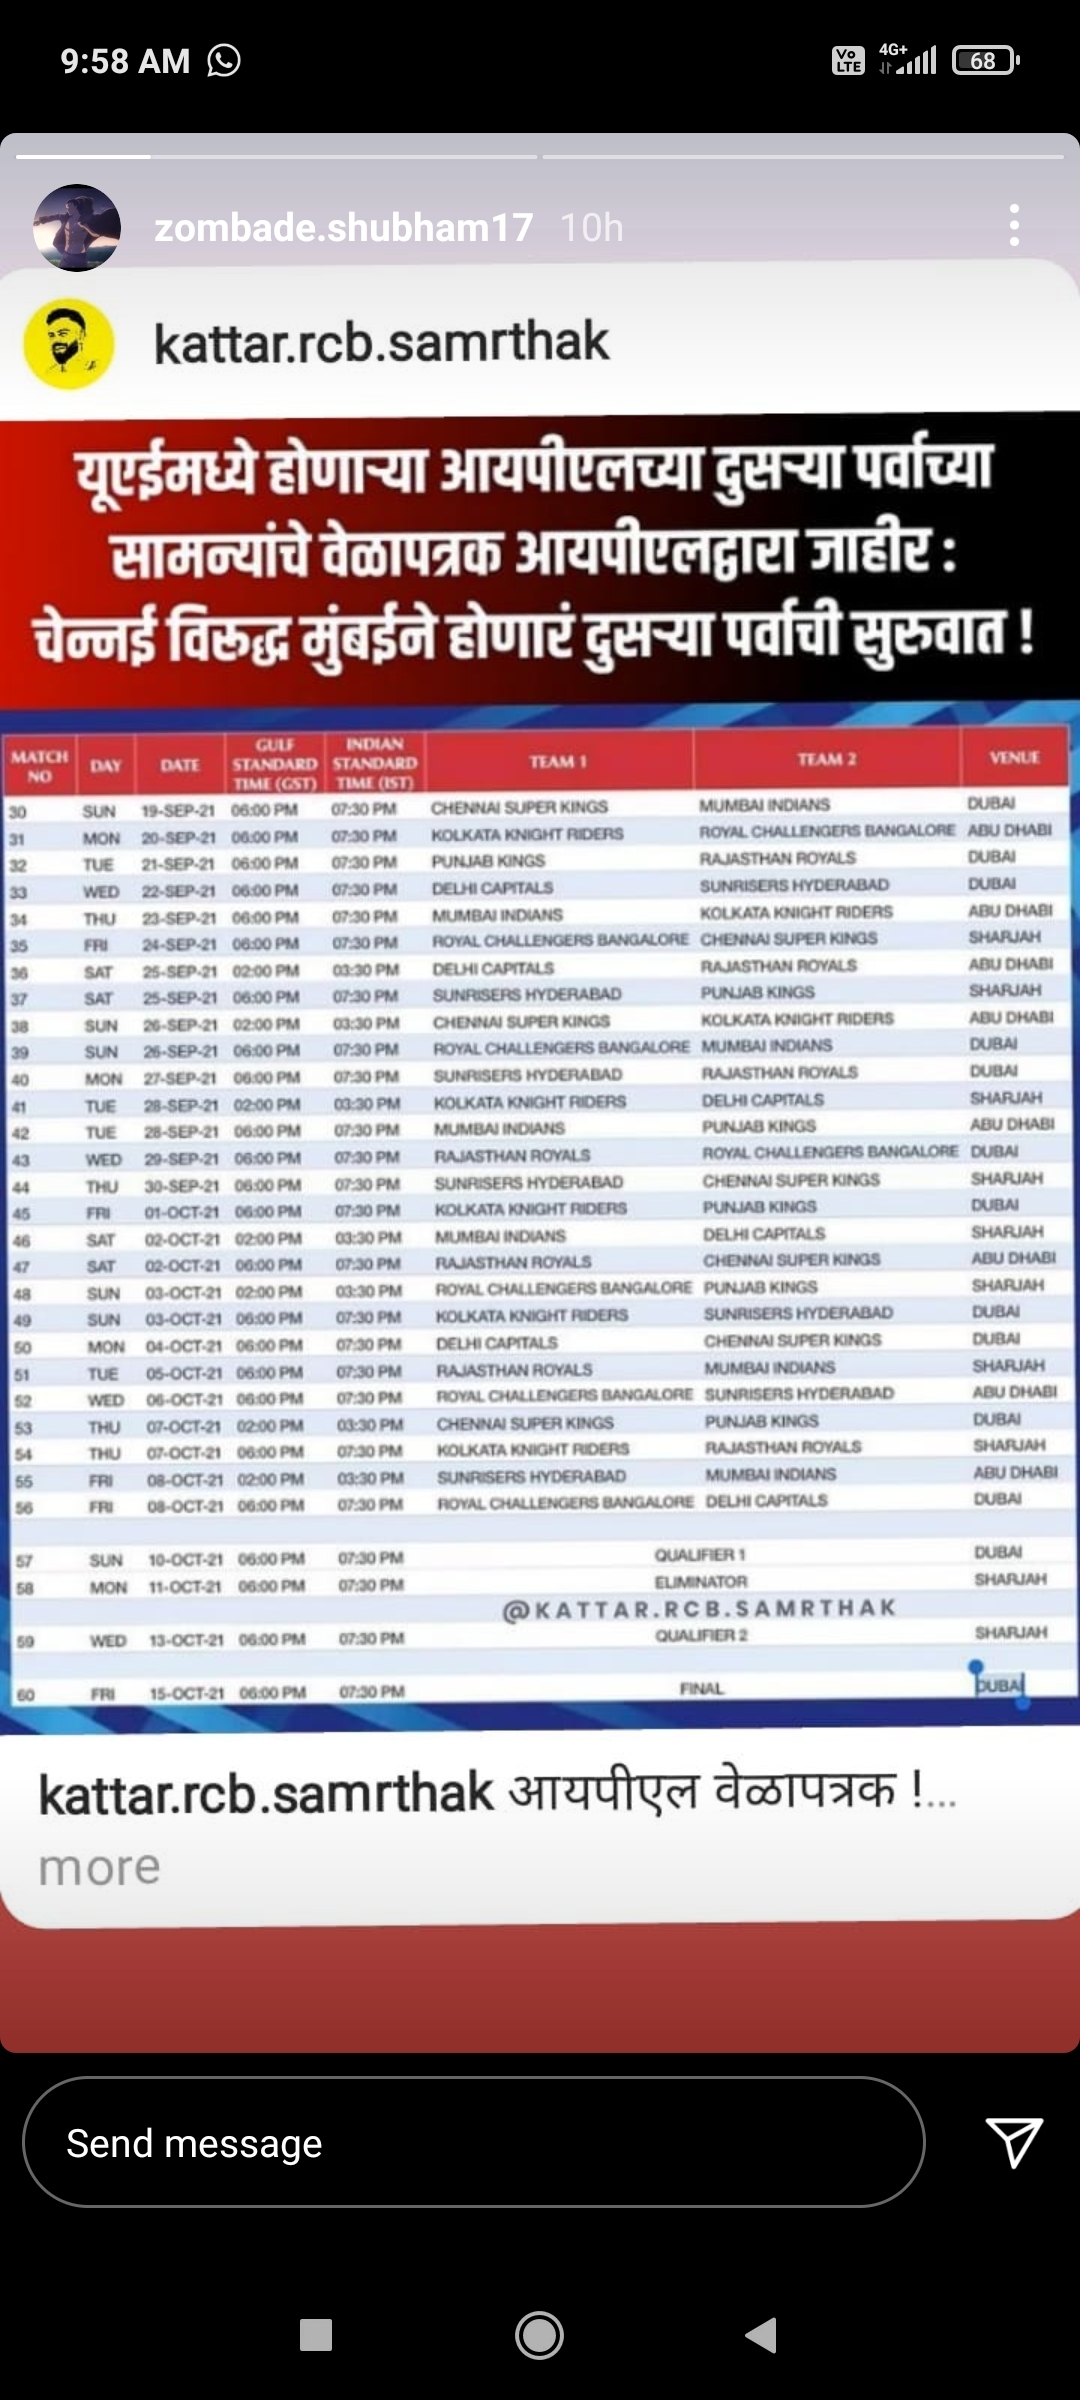 9:58 AM
Vo LTE 4G+ 68
zombade.shubham17 10h
kattar.rcb.samrthak
यूएईमध्ये होणाऱ्या आयपीएलच्या दुसऱ्या पर्वाच्या
सामन्यांचे वेळापत्रक आयपीएलद्वारा जाहीर :
चेन्नई विरूद्ध मुंबईने होणारं दुसऱ्या पर्वाची सुरुवात !
MATCH NO DAY DATE GULF STANDARD TIME (GST) INDIAN STANDARD TIME (IST) TEAM 1 TEAM 2 VENUE
30 SUN 19-SEP-21 06:00 PM 07:30 PM CHENNAI SUPER KINGS MUMBAI INDIANS DUBAI
31 MON 20-SEP-21 06:00 PM 07:30 PM KOLKATA KNIGHT RIDERS ROYAL CHALLENGERS BANGALORE ABU DHABI
32 TUE 21-SEP-21 06:00 PM 07:30 PM PUNJAB KINGS RAJASTHAN ROYALS DUBAI
33 WED 22-SEP-21 06:00 PM 07:30 PM DELHI CAPITALS SUNRISERS HYDERABAD DUBAI
34 THU 23-SEP-21 06:00 PM 07:30 PM MUMBAI INDIANS KOLKATA KNIGHT RIDERS ABU DHABI
35 FRI 24-SEP-21 06:00 PM 07:30 PM ROYAL CHALLENGERS BANGALORE CHENNAI SUPER KINGS SHARJAH
36 SAT 25-SEP-21 02:00 PM 03:30 PM DELHI CAPITALS RAJASTHAN ROYALS ABU DHABI
37 SAT 25-SEP-21 06:00 PM 07:30 PM SUNRISERS HYDERABAD PUNJAB KINGS SHARJAH
38 SUN 26-SEP-21 02:00 PM 03:30 PM CHENNAI SUPER KINGS KOLKATA KNIGHT RIDERS ABU DHABI
39 SUN 26-SEP-21 06:00 PM 07:30 PM ROYAL CHALLENGERS BANGALORE MUMBAI INDIANS DUBAI
40 MON 27-SEP-21 06:00 PM 07:30 PM SUNRISERS HYDERABAD RAJASTHAN ROYALS DUBAI
41 TUE 28-SEP-21 02:00 PM 03:30 PM KOLKATA KNIGHT RIDERS DELHI CAPITALS SHARJAH
42 TUE 28-SEP-21 06:00 PM 07:30 PM MUMBAI INDIANS PUNJAB KINGS ABU DHABI
43 WED 29-SEP-21 06:00 PM 07:30 PM RAJASTHAN ROYALS ROYAL CHALLENGERS BANGALORE DUBAI
44 THU 30-SEP-21 06:00 PM 07:30 PM SUNRISERS HYDERABAD CHENNAI SUPER KINGS SHARJAH
45 FRI 01-OCT-21 06:00 PM 07:30 PM KOLKATA KNIGHT RIDERS PUNJAB KINGS DUBAI
46 SAT 02-OCT-21 02:00 PM 03:30 PM MUMBAI INDIANS DELHI CAPITALS SHARJAH
47 SAT 02-OCT-21 06:00 PM 07:30 PM RAJASTHAN ROYALS CHENNAI SUPER KINGS ABU DHABI
48 SUN 03-OCT-21 02:00 PM 03:30 PM ROYAL CHALLENGERS BANGALORE PUNJAB KINGS SHARJAH
49 SUN 03-OCT-21 06:00 PM 07:30 PM KOLKATA KNIGHT RIDERS SUNRISERS HYDERABAD DUBAI
50 MON 04-OCT-21 06:00 PM 07:30 PM DELHI CAPITALS CHENNAI SUPER KINGS DUBAI
51 TUE 05-OCT-21 06:00 PM 07:30 PM RAJASTHAN ROYALS MUMBAI INDIANS SHARJAH
52 WED 06-OCT-21 06:00 PM 07:30 PM ROYAL CHALLENGERS BANGALORE SUNRISERS HYDERABAD ABU DHABI
53 THU 07-OCT-21 02:00 PM 03:30 PM CHENNAI SUPER KINGS PUNJAB KINGS DUBAI
54 THU 07-OCT-21 06:00 PM 07:30 PM KOLKATA KNIGHT RIDERS RAJASTHAN ROYALS SHARJAH
55 FRI 08-OCT-21 02:00 PM 03:30 PM SUNRISERS HYDERABAD MUMBAI INDIANS ABU DHABI
56 FRI 08-OCT-21 06:00 PM 07:30 PM ROYAL CHALLENGERS BANGALORE DELHI CAPITALS DUBAI
57 SUN 10-OCT-21 06:00 PM 07:30 PM QUALIFIER 1 DUBAI
58 MON 11-OCT-21 06:00 PM 07:30 PM ELIMINATOR SHARJAH
@KATTAR.RCB.SAMRTHAK
59 WED 13-OCT-21 06:00 PM 07:30 PM QUALIFIER 2 SHARJAH
60 FRI 15-OCT-21 06:00 PM 07:30 PM FINAL DUBAI
kattar.rcb.samrthak आयपीएल वेळापत्रक !...
more
Send message